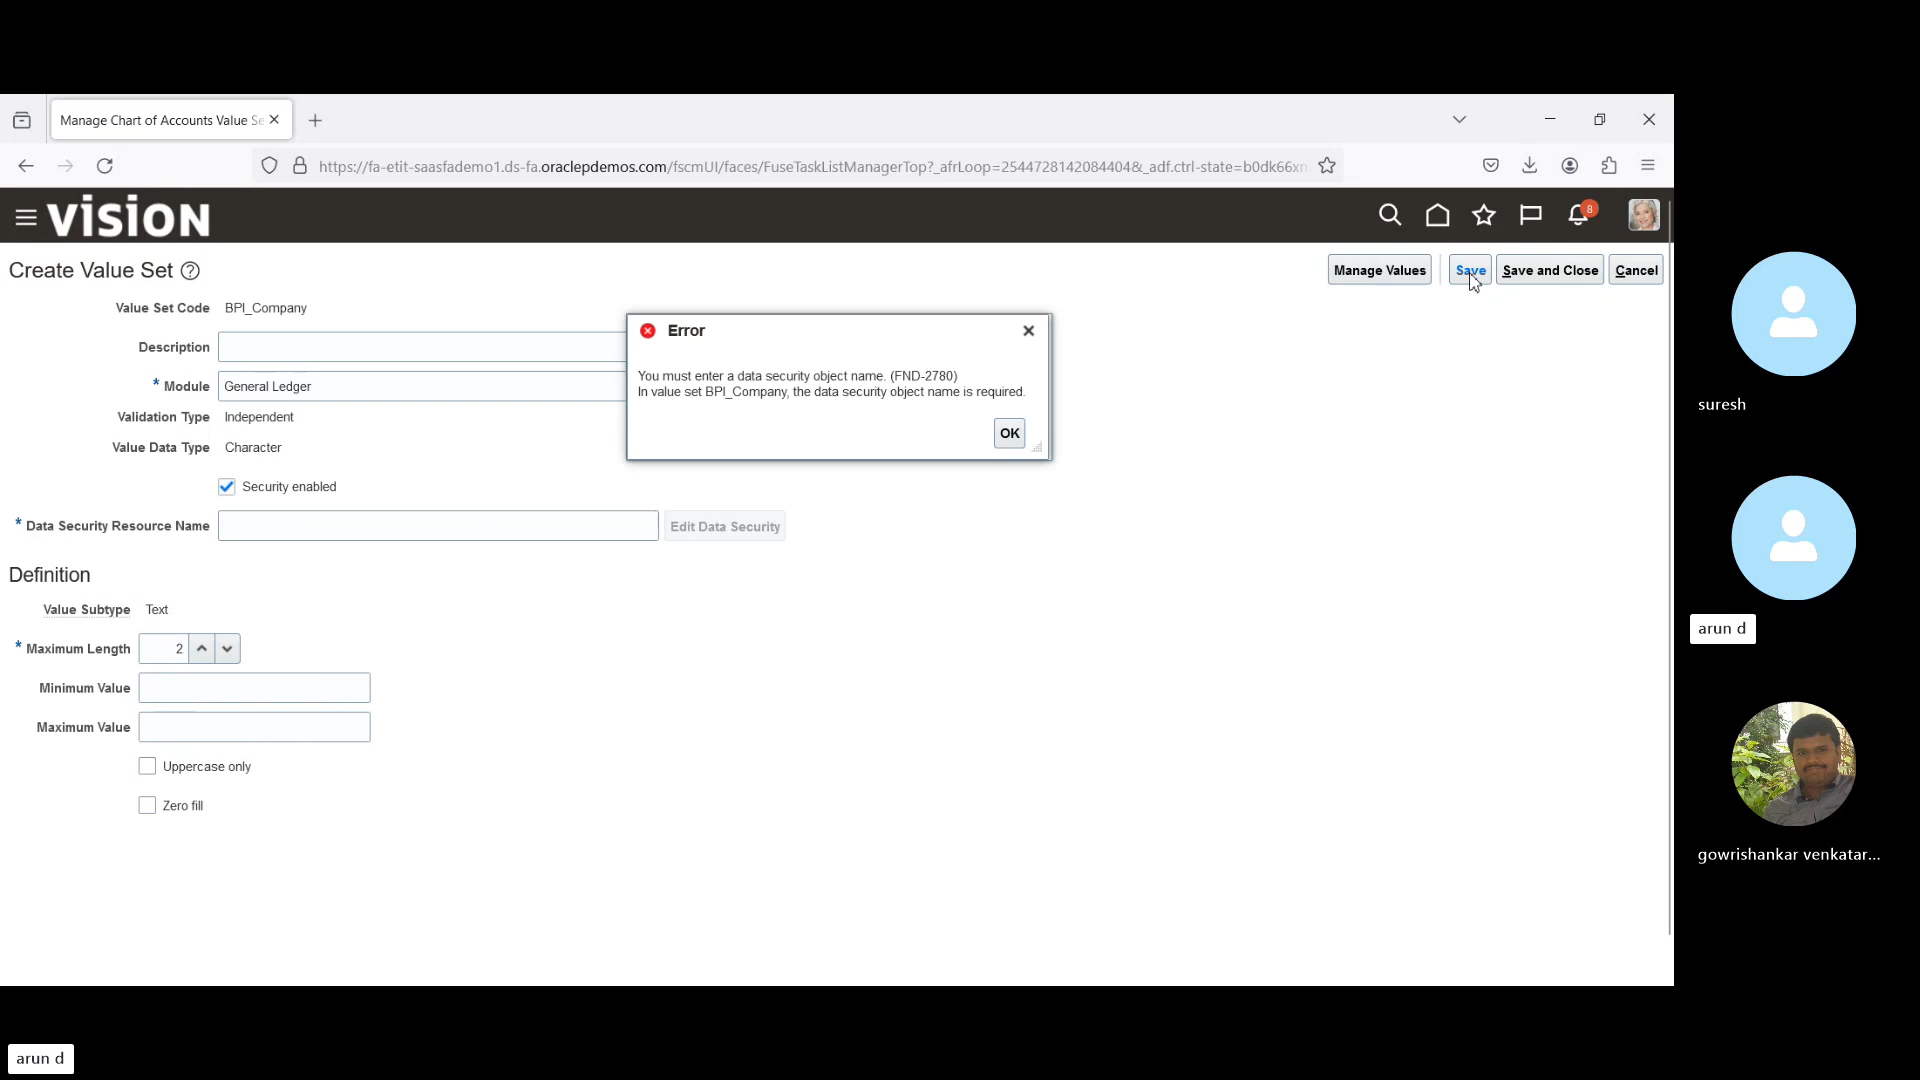 Manage Chart of Accounts Value Se
https://fa-etit-saasfademo1.ds-fa.oraclepdemos.com/fscmUI/faces/FuseTaskListManagerTop?_afrLoop=2544728142084404&_adf.ctrl-state=b0dk66xn
VISION
8
Create Value Set
Manage Values
Save
Save and Close
Cancel
Value Set Code BPI_Company
Description
* Module General Ledger
Validation Type Independent
Value Data Type Character
Error
You must enter a data security object name. (FND-2780)
In value set BPI_Company, the data security object name is required.
OK
Security enabled
* Data Security Resource Name
Edit Data Security
Definition
Value Subtype Text
* Maximum Length 2
Minimum Value
Maximum Value
Uppercase only
Zero fill
suresh
arun d
gowrishankar venkatar...
arun d